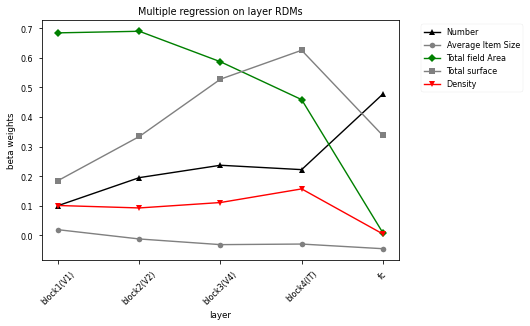 Multiple regression on layer RDMs
Number
Average Item Size
Total field Area
Total surface
Density
beta weights
0.7
0.6
0.5
0.4
0.3
0.2
0.1
0.0
block1(V1)
block2(V2)
block3(V4)
block4(IT)
fc
layer